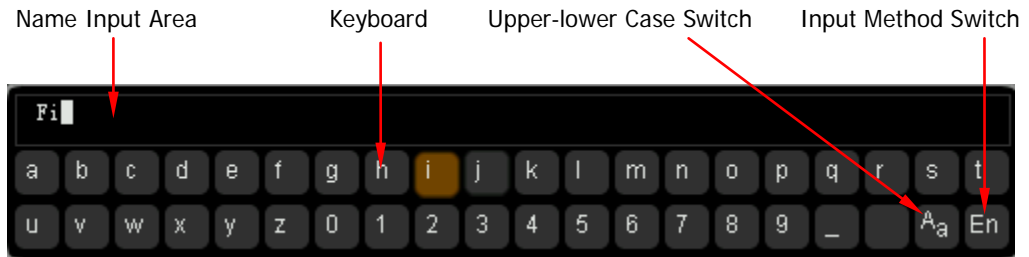 Name Input Area Keyboard Upper-lower Case Switch Input Method Switch
Fi
a b c d e f g h i j k l m n o p q r s t
u v w x y z 0 1 2 3 4 5 6 7 8 9 _ Aa En